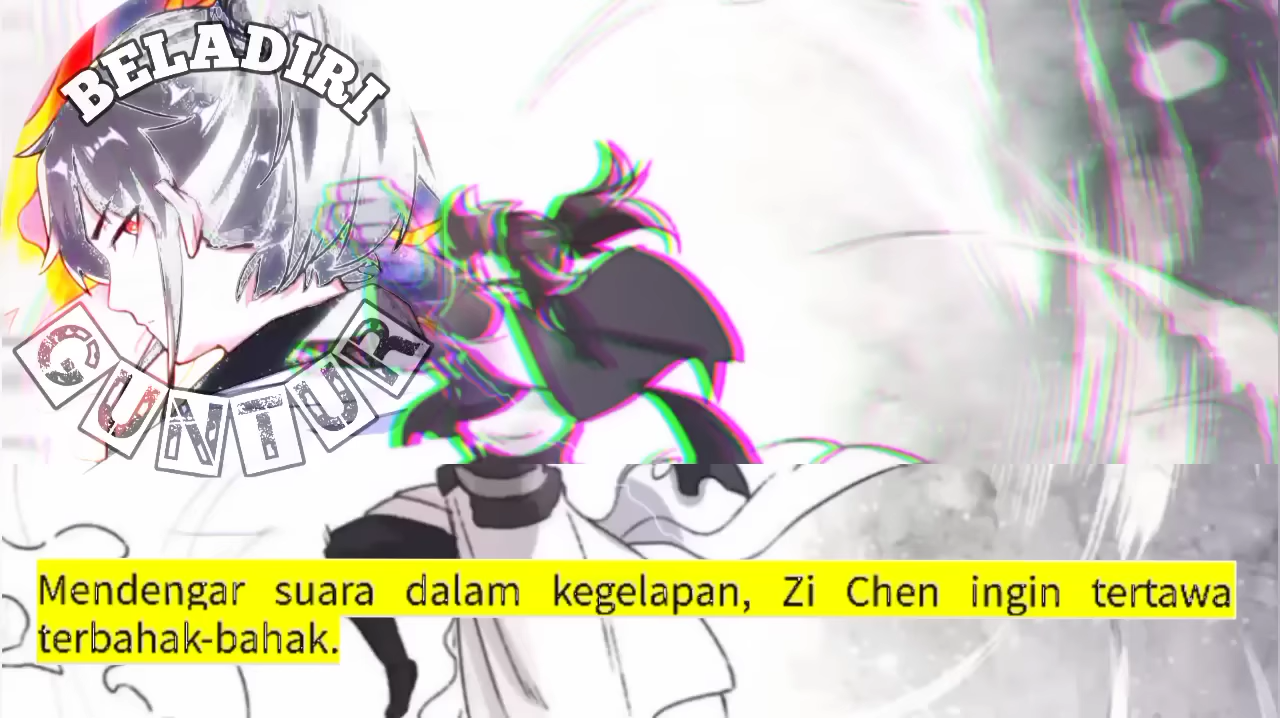 BELADIRI
GUNTUR
Mendengar suara dalam kegelapan, Zi Chen ingin tertawa
terbahak-bahak.